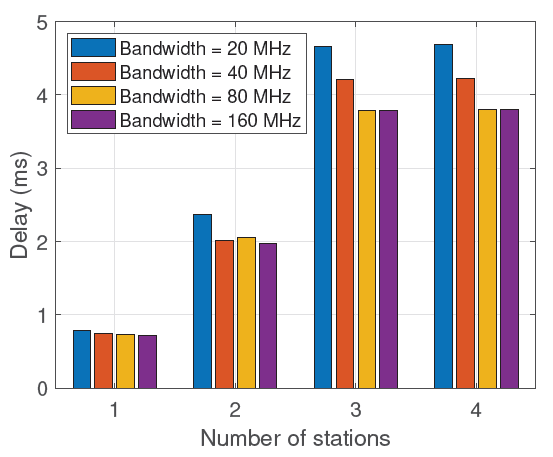 5
4
3
2
1
0
Delay (ms)
Bandwidth = 20 MHz
Bandwidth = 40 MHz
Bandwidth = 80 MHz
Bandwidth = 160 MHz
1 2 3 4
Number of stations